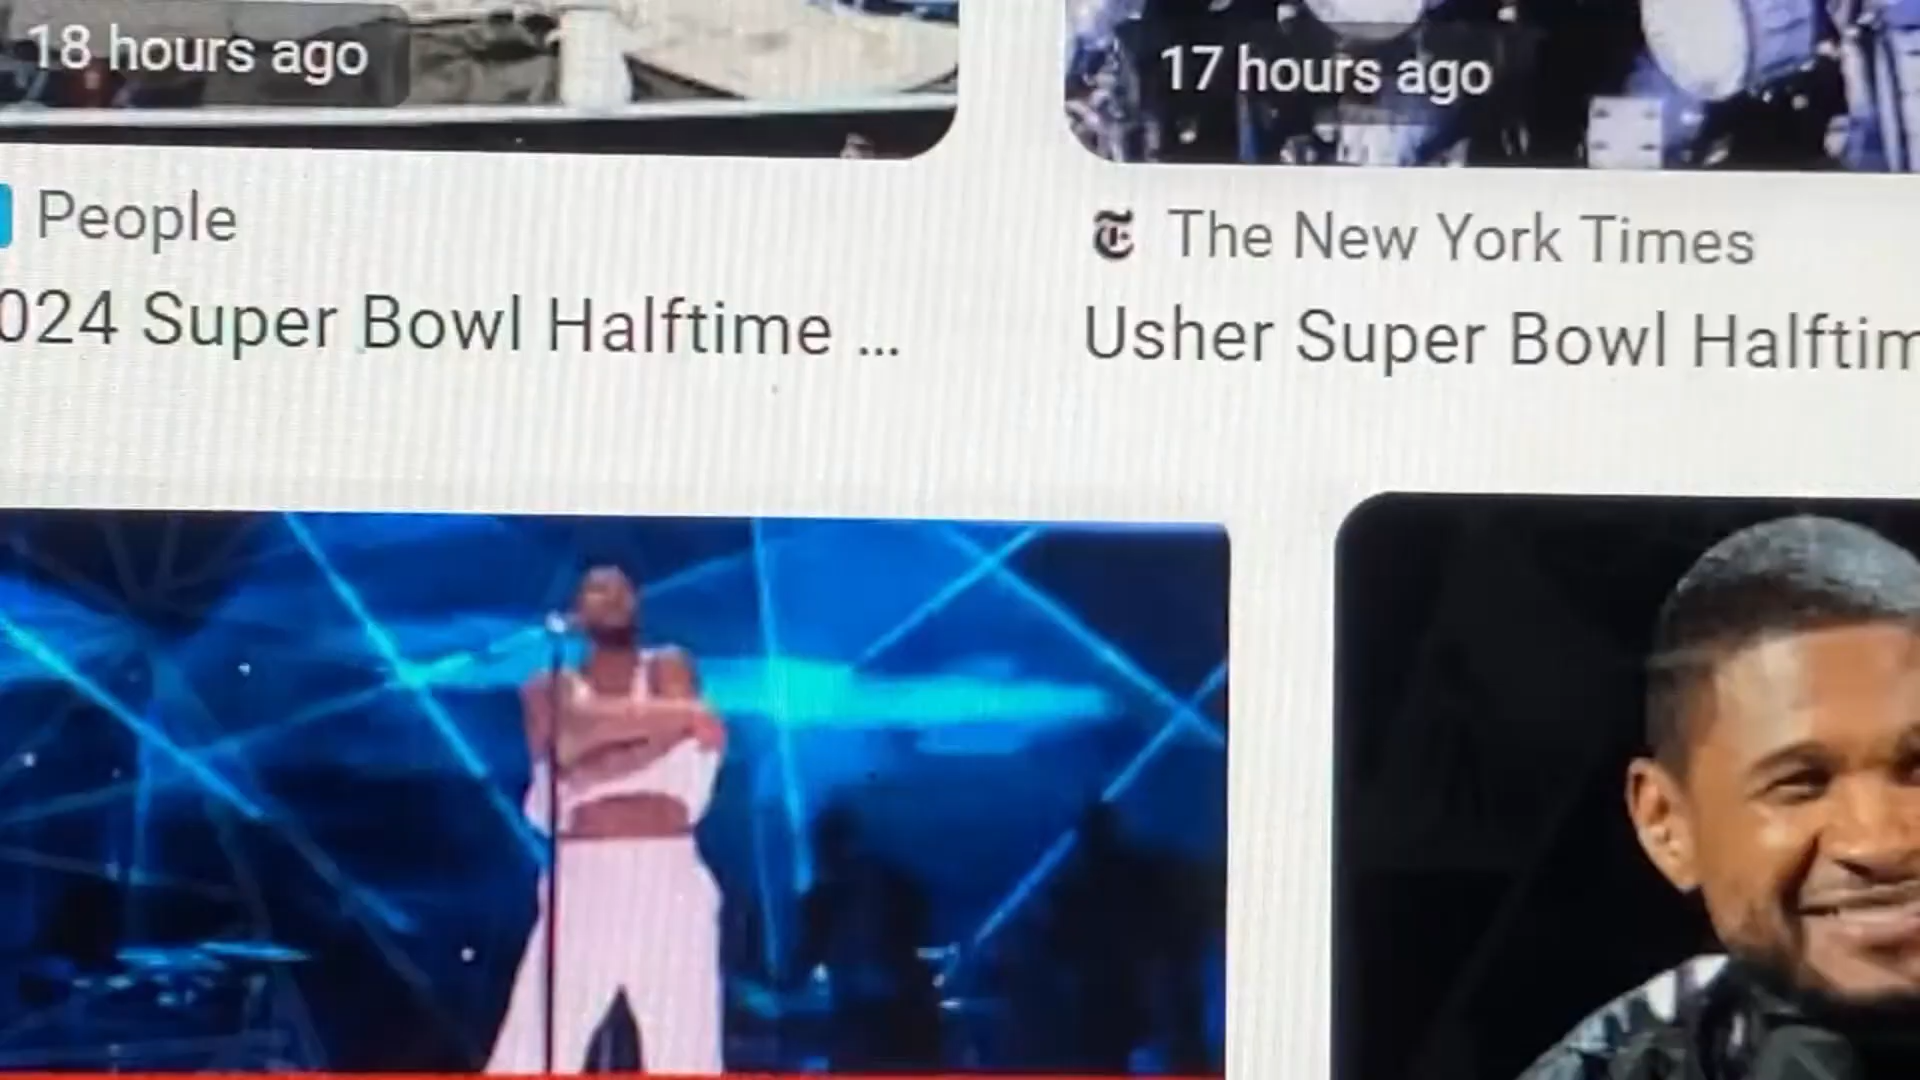 18 hours ago
17 hours ago
People
The New York Times
024 Super Bowl Halftime ...
Usher Super Bowl Halftim